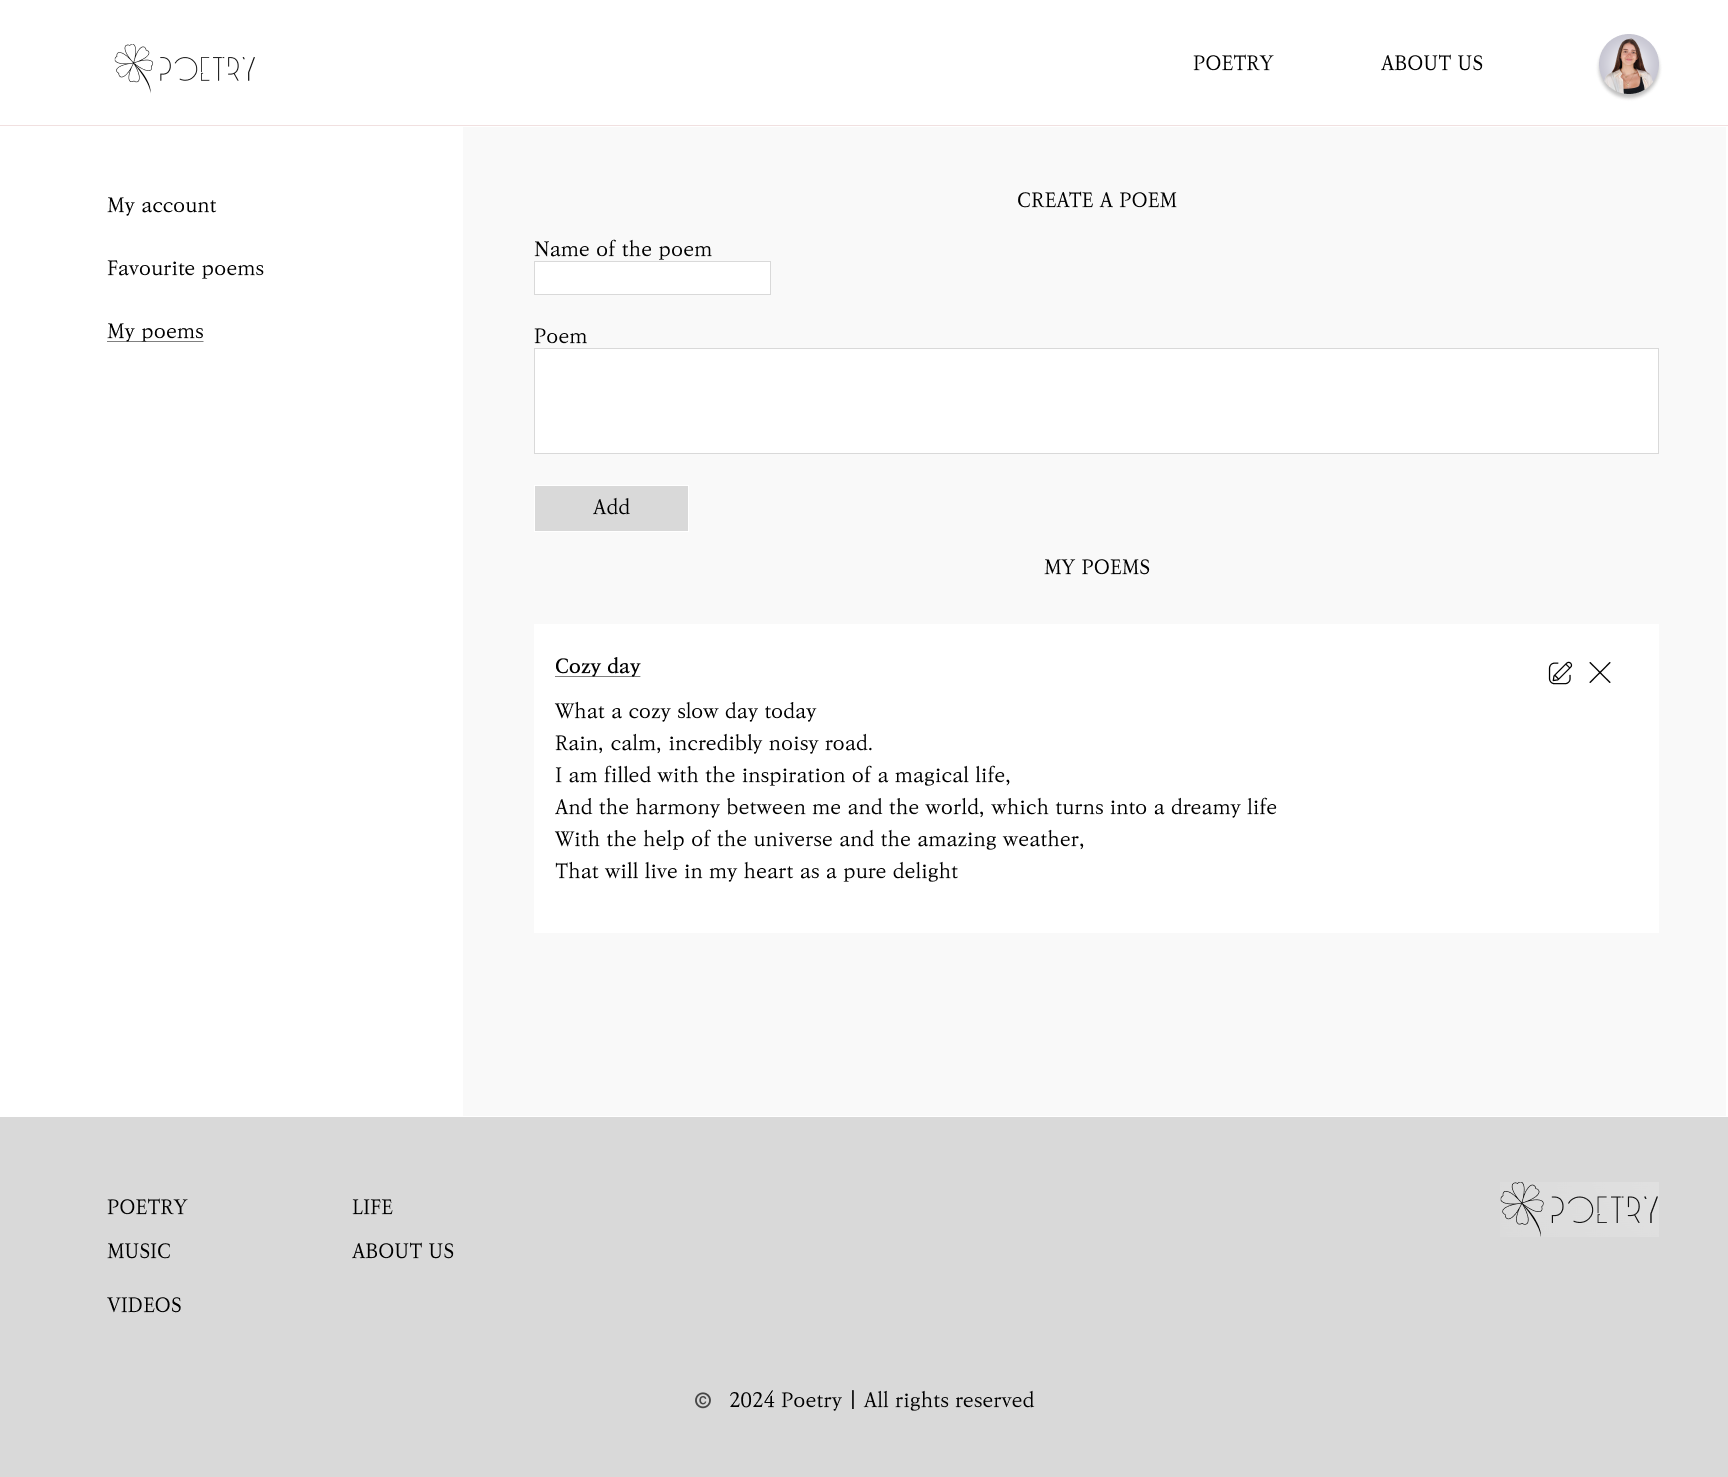 POETRY
POETRY
ABOUT US
My account
Favourite poems
My poems
CREATE A POEM
Name of the poem
Poem
Add
MY POEMS
Cozy day
What a cozy slow day today
Rain, calm, incredibly noisy road.
I am filled with the inspiration of a magical life,
And the harmony between me and the world, which turns into a dreamy life
With the help of the universe and the amazing weather,
That will live in my heart as a pure delight
POETRY
LIFE
POETRY
MUSIC
ABOUT US
VIDEOS
© 2024 Poetry | All rights reserved